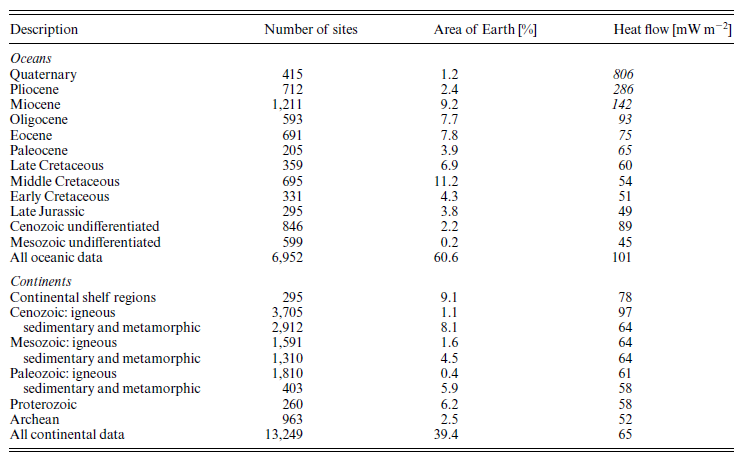 Description Number of sites Area of Earth [%] Heat flow [mW m−2]
Oceans
Quaternary 415 1.2 806
Pliocene 712 2.4 286
Miocene 1,211 9.2 142
Oligocene 593 7.7 93
Eocene 691 7.8 75
Paleocene 205 3.9 65
Late Cretaceous 359 6.9 60
Middle Cretaceous 695 11.2 54
Early Cretaceous 331 4.3 51
Late Jurassic 295 3.8 49
Cenozoic undifferentiated 846 2.2 89
Mesozoic undifferentiated 599 0.2 45
All oceanic data 6,952 60.6 101
Continents
Continental shelf regions 295 9.1 78
Cenozoic: igneous 3,705 1.1 97
sedimentary and metamorphic 2,912 8.1 64
Mesozoic: igneous 1,591 1.6 64
sedimentary and metamorphic 1,310 4.5 64
Paleozoic: igneous 1,810 0.4 61
sedimentary and metamorphic 403 5.9 58
Proterozoic 260 6.2 58
Archean 963 2.5 52
All continental data 13,249 39.4 65